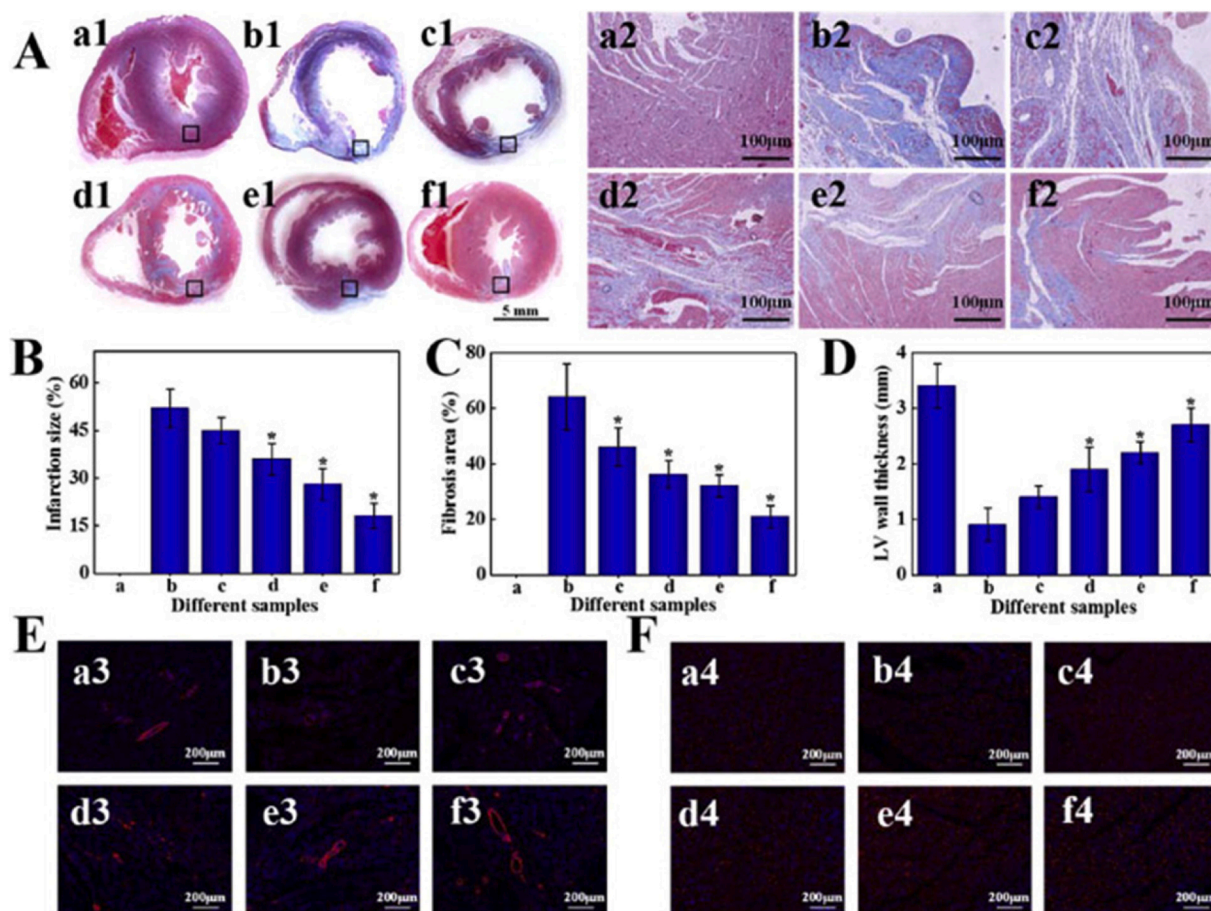 A
a1 b1 c1
d1 e1 f1
5 mm
a2 b2 c2
100μm 100μm 100μm
d2 e2 f2
100μm 100μm 100μm
B
Infarction size (%)
60
45
30
15
0
* * *
a b c d e f
Different samples
C
Fibrosis area (%)
80
60
40
20
0
* * * *
a b c d e f
Different samples
D
LV wall thickness (mm)
4
3
2
1
0
* * *
a b c d e f
Different samples
E
a3 b3 c3
200μm 200μm 200μm
d3 e3 f3
200μm 200μm 200μm
F
a4 b4 c4
200μm 200μm 200μm
d4 e4 f4
200μm 200μm 200μm